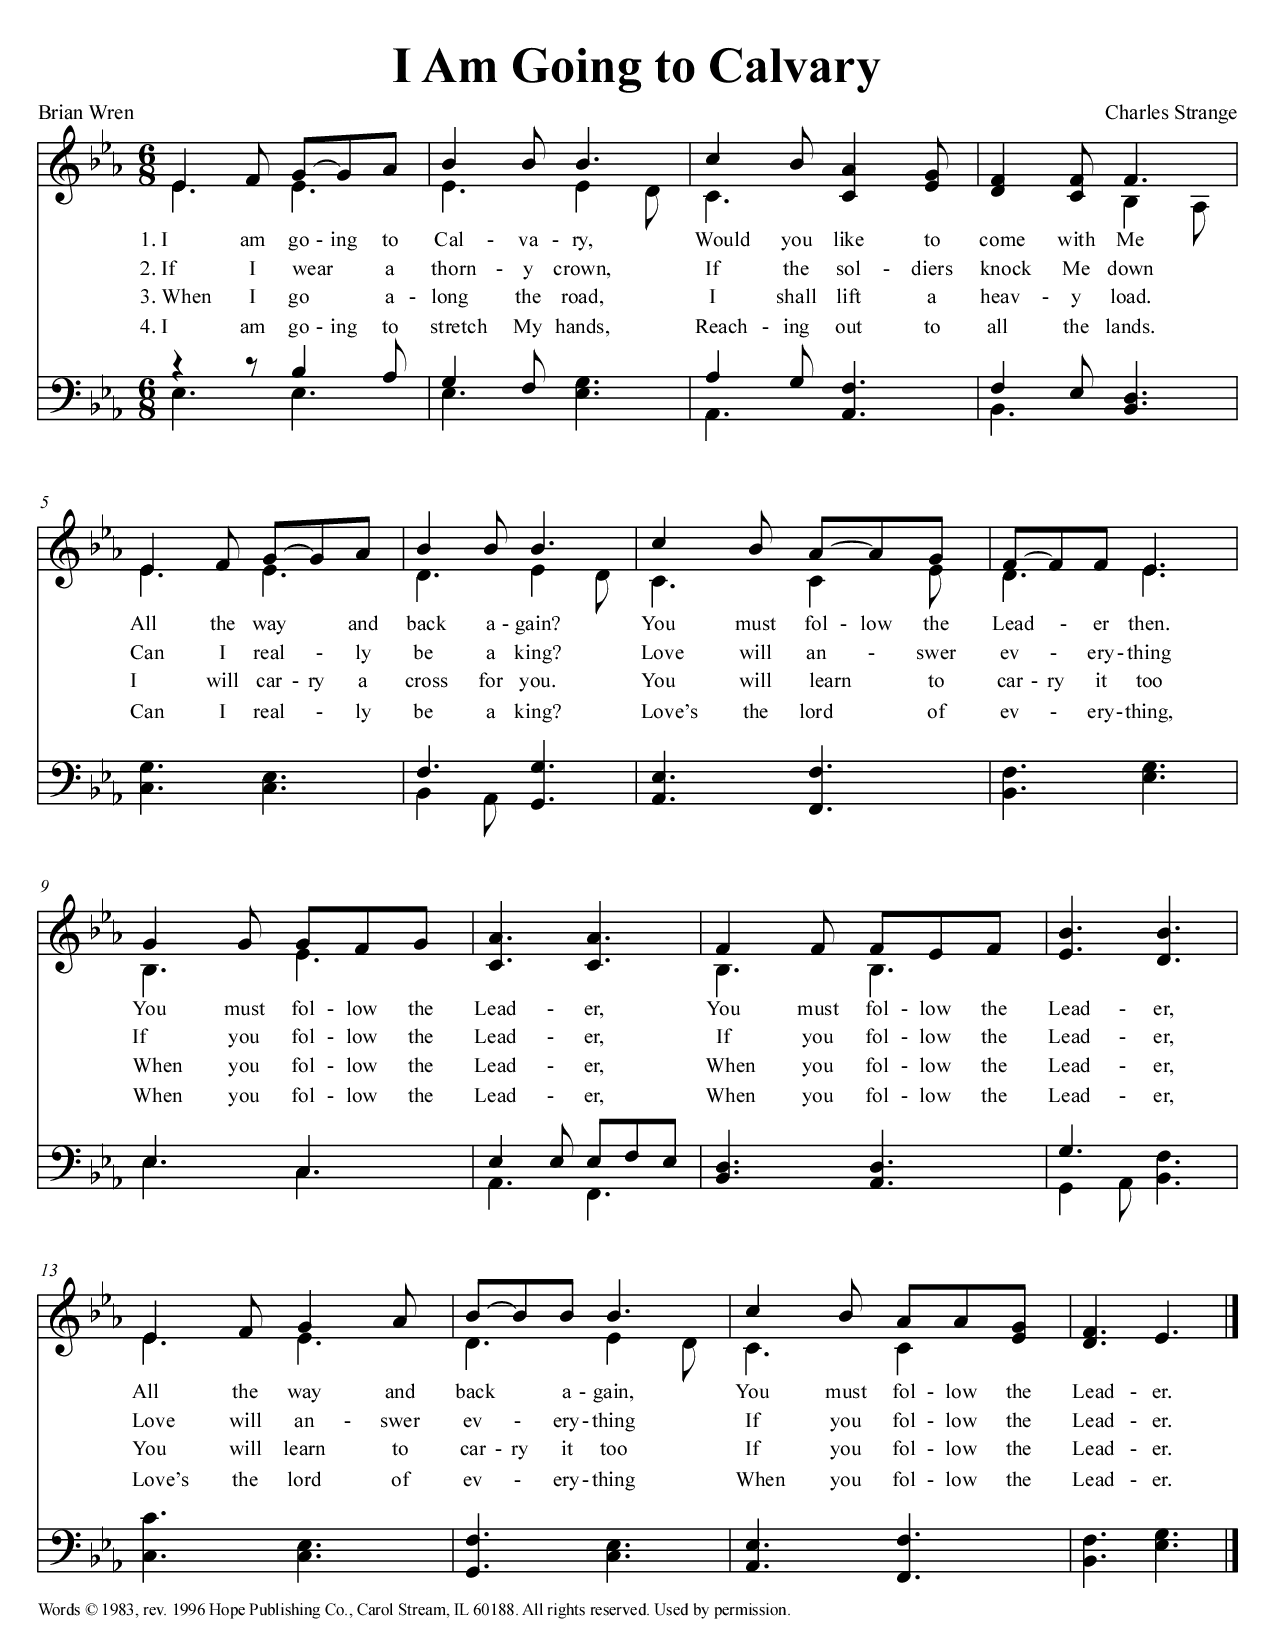 I Am Going to Calvary
Brian Wren
Charles Strange
6
8
1. I am go - ing to Cal - va - ry, Would you like to come with Me
2. If I wear a thorn - y crown, If the sol - diers knock Me down
3. When I go a - long the road, I shall lift a heav - y load.
4. I am go - ing to stretch My hands, Reach - ing out to all the lands.
6
8
5
All the way and back a - gain? You must fol - low the Lead - er then.
Can I real - ly be a king? Love will an - swer ev - ery - thing
I will car - ry a cross for you. You will learn to car - ry it too
Can I real - ly be a king? Love’s the lord of ev - ery - thing,
9
You must fol - low the Lead - er, You must fol - low the Lead - er,
If you fol - low the Lead - er, If you fol - low the Lead - er,
When you fol - low the Lead - er, When you fol - low the Lead - er,
When you fol - low the Lead - er, When you fol - low the Lead - er,
13
All the way and back a - gain, You must fol - low the Lead - er.
Love will an - swer ev - ery - thing If you fol - low the Lead - er.
You will learn to car - ry it too If you fol - low the Lead - er.
Love’s the lord of ev - ery - thing When you fol - low the Lead - er.
Words © 1983, rev. 1996 Hope Publishing Co., Carol Stream, IL 60188. All rights reserved. Used by permission.